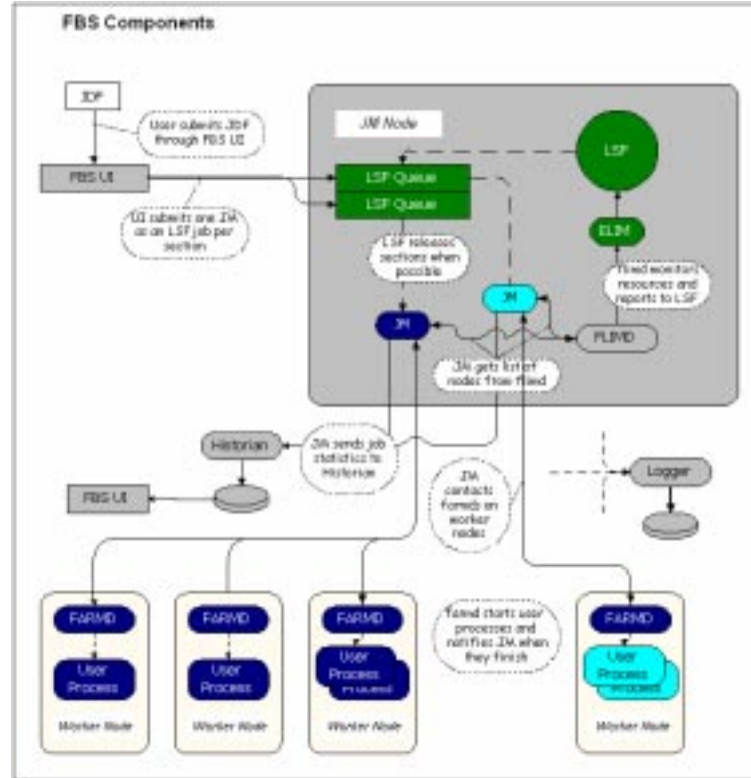 FBS Components
JDF
User submits JDF
through FBS UI
JM Node
LSF
FBS UI
LSF Queue
LSF Queue
UI submits one JM
as an LSF job per
section
LSF releases
sections when
possible
ELIM
monitors
resources and
reports to LSF
JM
JM
FLIMD
JM gets list of
nodes from flimd
Historian
JM sends job
statistics to
Historian
FBS UI
JM
contacts
farmds on
worker
nodes
Logger
FARMD
User
Process
Worker Node
FARMD
User
Process
Worker Node
FARMD
User
Process
Process
Worker Node
farmd starts user
processes and
notifies JM when
they finish
FARMD
User
Process
Process
Worker Node